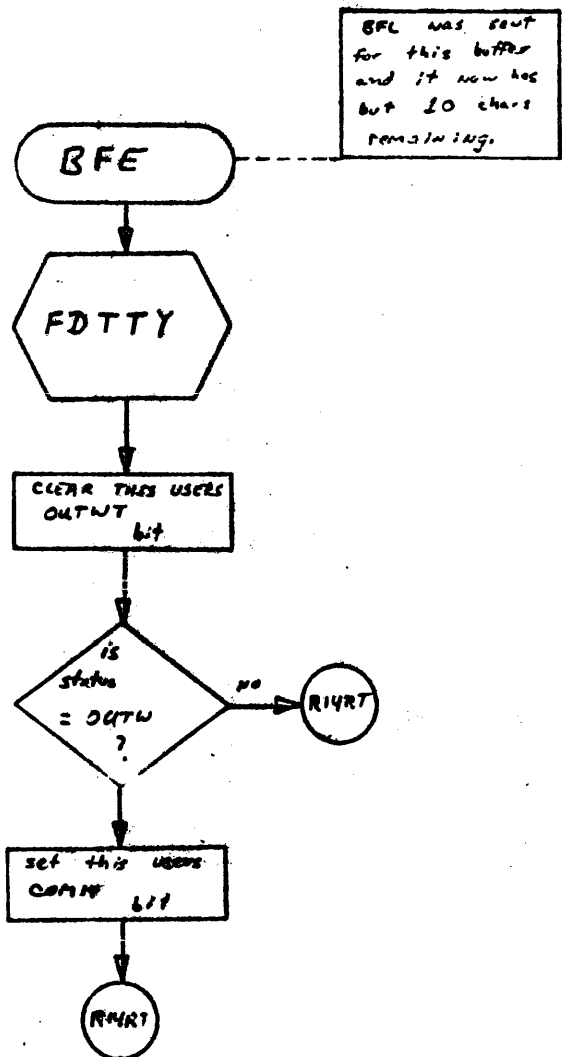 BFL was sent
for this buffer
and it now has
but 10 chars
remaining.
BFE
FDTTY
CLEAR THIS USERS
OUTWT
bit
is
status
= OUTW
?
NO
R14RT
set this users
bit
R14RT